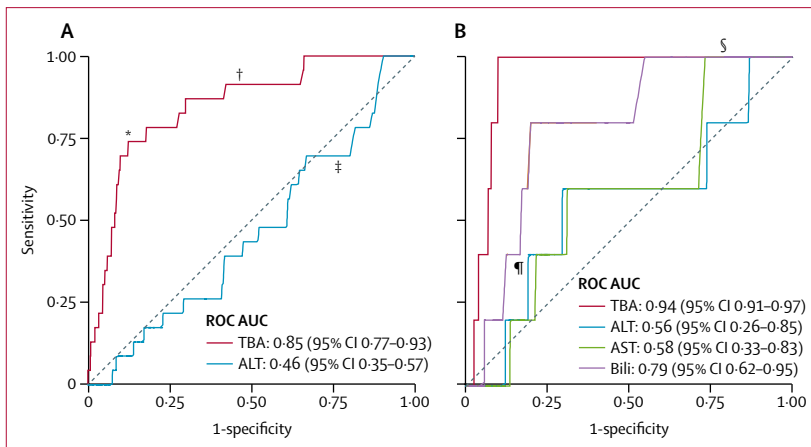 A
B
1·00
0·75
0·50
0·25
0
Sensitivity
*
†
‡
ROC AUC
TBA: 0·85 (95% CI 0·77–0·93)
ALT: 0·46 (95% CI 0·35–0·57)
0
0·25
0·50
0·75
1·00
1-specificity
§
¶
ROC AUC
TBA: 0·94 (95% CI 0·91–0·97)
ALT: 0·56 (95% CI 0·26–0·85)
AST: 0·58 (95% CI 0·33–0·83)
Bili: 0·79 (95% CI 0·62–0·95)
0
0·25
0·50
0·75
1·00
1-specificity